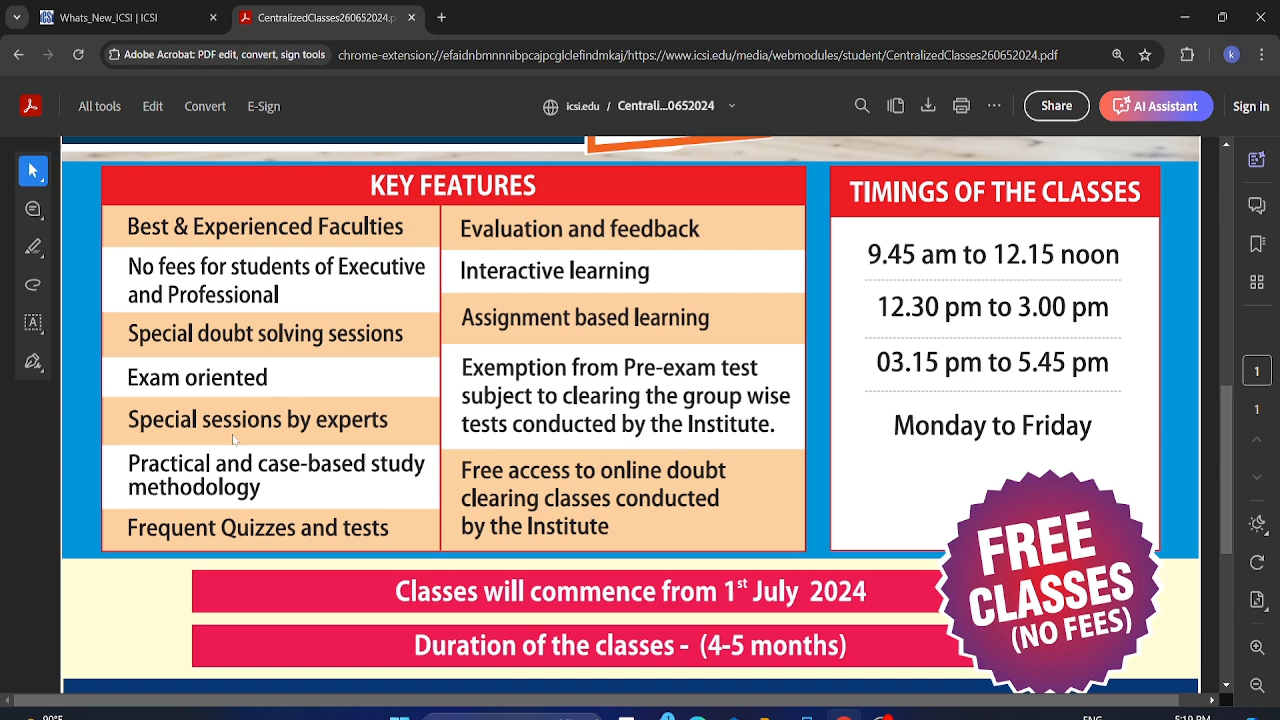 Whats_New_ICSI | ICSI
CentralizedClasses260652024.p
Adobe Acrobat: PDF edit, convert, sign tools
chrome-extension://efaidnbmnnnibpcajpcglclefindmkaj/https://www.icsi.edu/media/webmodules/student/CentralizedClasses260652024.pdf
k
All tools
Edit
Convert
E-Sign
icsi.edu / Centrali...0652024
Share
AI Assistant
Sign in
KEY FEATURES
Best & Experienced Faculties
No fees for students of Executive
and Professional
Special doubt solving sessions
Exam oriented
Special sessions by experts
Practical and case-based study
methodology
Frequent Quizzes and tests
Evaluation and feedback
Interactive learning
Assignment based learning
Exemption from Pre-exam test
subject to clearing the group wise
tests conducted by the Institute.
Free access to online doubt
clearing classes conducted
by the Institute
TIMINGS OF THE CLASSES
9.45 am to 12.15 noon
12.30 pm to 3.00 pm
03.15 pm to 5.45 pm
Monday to Friday
FREE
CLASSES
(NO FEES)
Classes will commence from 1st July 2024
Duration of the classes - (4-5 months)
1
1
90°F
ENG
5:19 PM